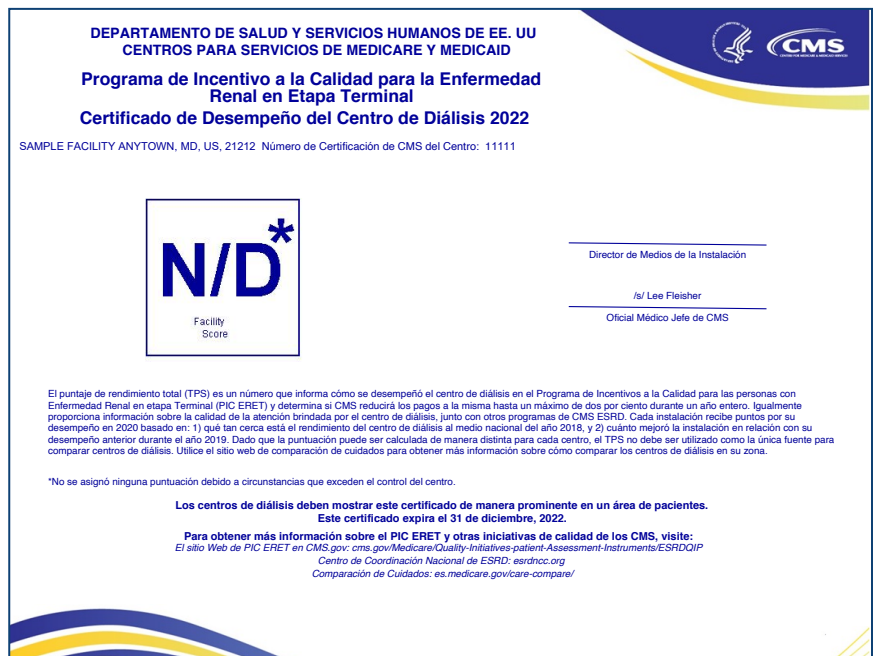 DEPARTAMENTO DE SALUD Y SERVICIOS HUMANOS DE EE. UU
CENTROS PARA SERVICIOS DE MEDICARE Y MEDICAID
CMS
Programa de Incentivo a la Calidad para la Enfermedad
Renal en Etapa Terminal
Certificado de Desempeño del Centro de Diálisis 2022
SAMPLE FACILITY ANYTOWN, MD, US, 21212 Número de Certificación de CMS del Centro: 11111
N/D*
Facility
Score
Director de Medios de la Instalación
/s/ Lee Fleisher
Oficial Médico Jefe de CMS
El puntaje de rendimiento total (TPS) es un número que informa cómo se desempeñó el centro de diálisis en el Programa de Incentivos a la Calidad para las personas con
Enfermedad Renal en etapa Terminal (PIC ERET) y determina si CMS reducirá los pagos a la misma hasta un máximo de dos por ciento durante un año entero. Igualmente
proporciona información sobre la calidad de la atención brindada por el centro de diálisis, junto con otros programas de CMS ESRD. Cada instalación recibe puntos por su
desempeño en 2020 basado en: 1) qué tan cerca está el rendimiento del centro de diálisis al medio nacional del año 2018, y 2) cuánto mejoró la instalación en relación con su
desempeño anterior durante el año 2019. Dado que la puntuación puede ser calculada de manera distinta para cada centro, el TPS no debe ser utilizado como la única fuente para
comparar centros de diálisis. Utilice el sitio web de comparación de cuidados para obtener más información sobre cómo comparar los centros de diálisis en su zona.
*No se asignó ninguna puntuación debido a circunstancias que exceden el control del centro.
Los centros de diálisis deben mostrar este certificado de manera prominente en un área de pacientes.
Este certificado expira el 31 de diciembre, 2022.
Para obtener más información sobre el PIC ERET y otras iniciativas de calidad de los CMS, visite:
El sitio Web de PIC ERET en CMS.gov: cms.gov/Medicare/Quality-Initiatives-patient-Assessment-Instruments/ESRDQIP
Centro de Coordinación Nacional de ESRD: esrdncc.org
Comparación de Cuidados: es.medicare.gov/care-compare/